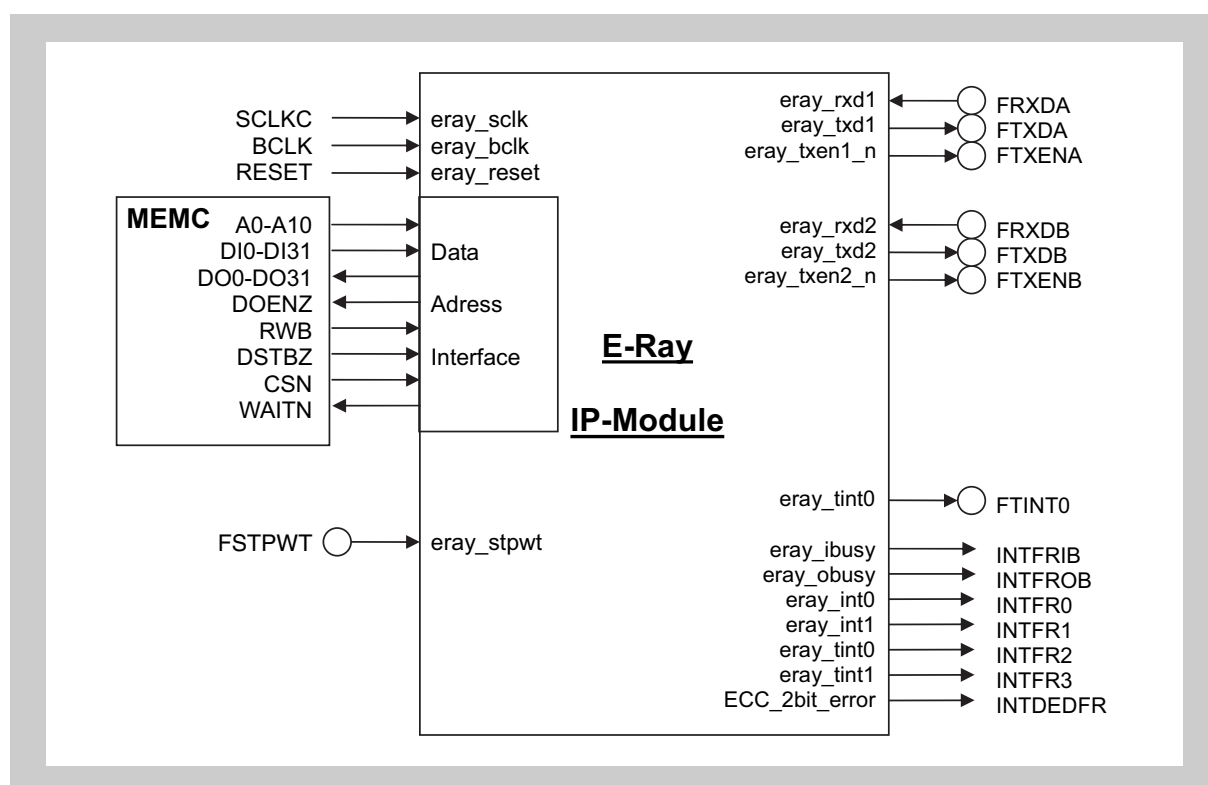 SCLKC
BCLK
RESET
eray_sclk
eray_bclk
eray_reset
MEMC
A0-A10
DI0-DI31
DO0-DO31
DOENZ
RWB
DSTBZ
CSN
WAITN
Data
Adress
Interface
E-Ray
IP-Module
FSTPWT
eray_stpwt
eray_rxd1
FRXDA
eray_txd1
FTXDA
eray_txen1_n
FTXENA
eray_rxd2
FRXDB
eray_txd2
FTXDB
eray_txen2_n
FTXENB
eray_tint0
FTINT0
eray_ibusy
INTFRIB
eray_obusy
INTFROB
eray_int0
INTFR0
eray_int1
INTFR1
eray_tint0
INTFR2
eray_tint1
INTFR3
ECC_2bit_error
INTDEDFR